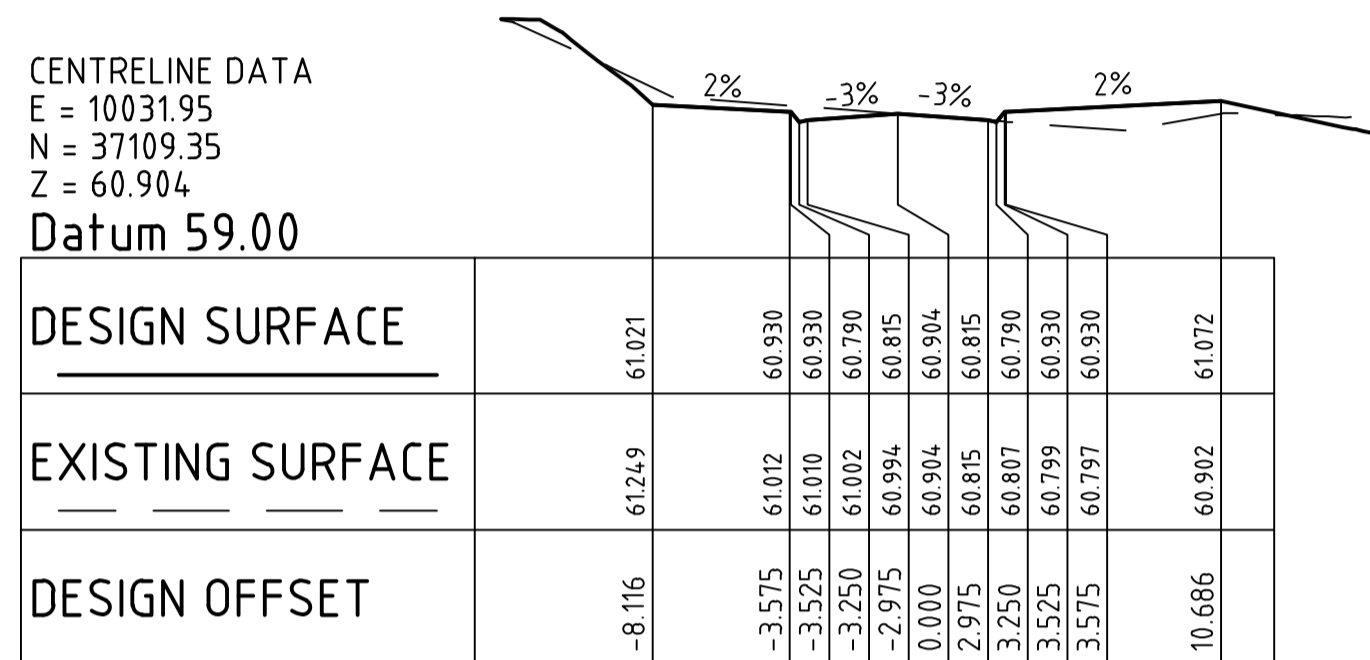 CENTRELINE DATA
E = 10031.95
N = 37109.35
Z = 60.904
Datum 59.00
2% -3% -3% 2%
DESIGN SURFACE 61.021 60.930 60.930 60.790 60.815 60.904 60.815 60.790 60.930 60.930 61.072
EXISTING SURFACE 61.249 61.012 61.010 61.002 60.994 60.904 60.815 60.807 60.799 60.797 60.902
DESIGN OFFSET -8.116 -3.575 -3.525 -3.250 -2.975 0.000 2.975 3.250 3.525 3.575 10.686